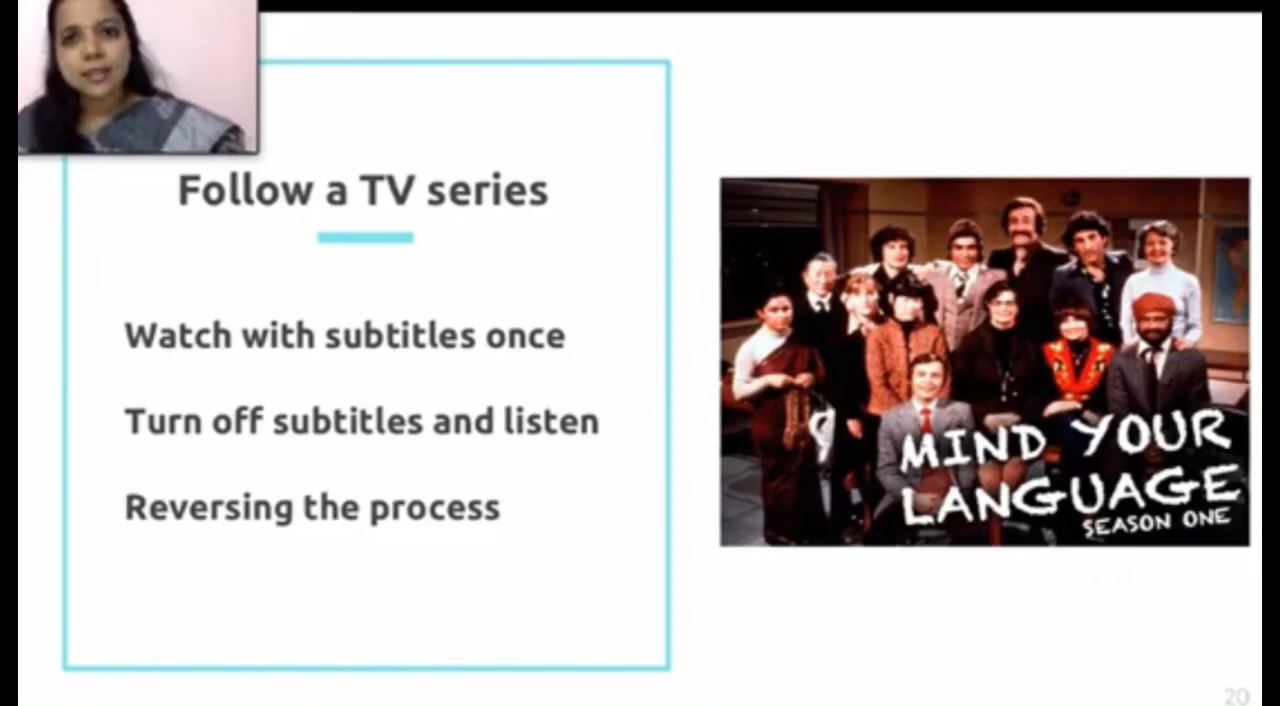 Follow a TV series
Watch with subtitles once
Turn off subtitles and listen
Reversing the process
MIND YOUR
LANGUAGE
SEASON ONE
20